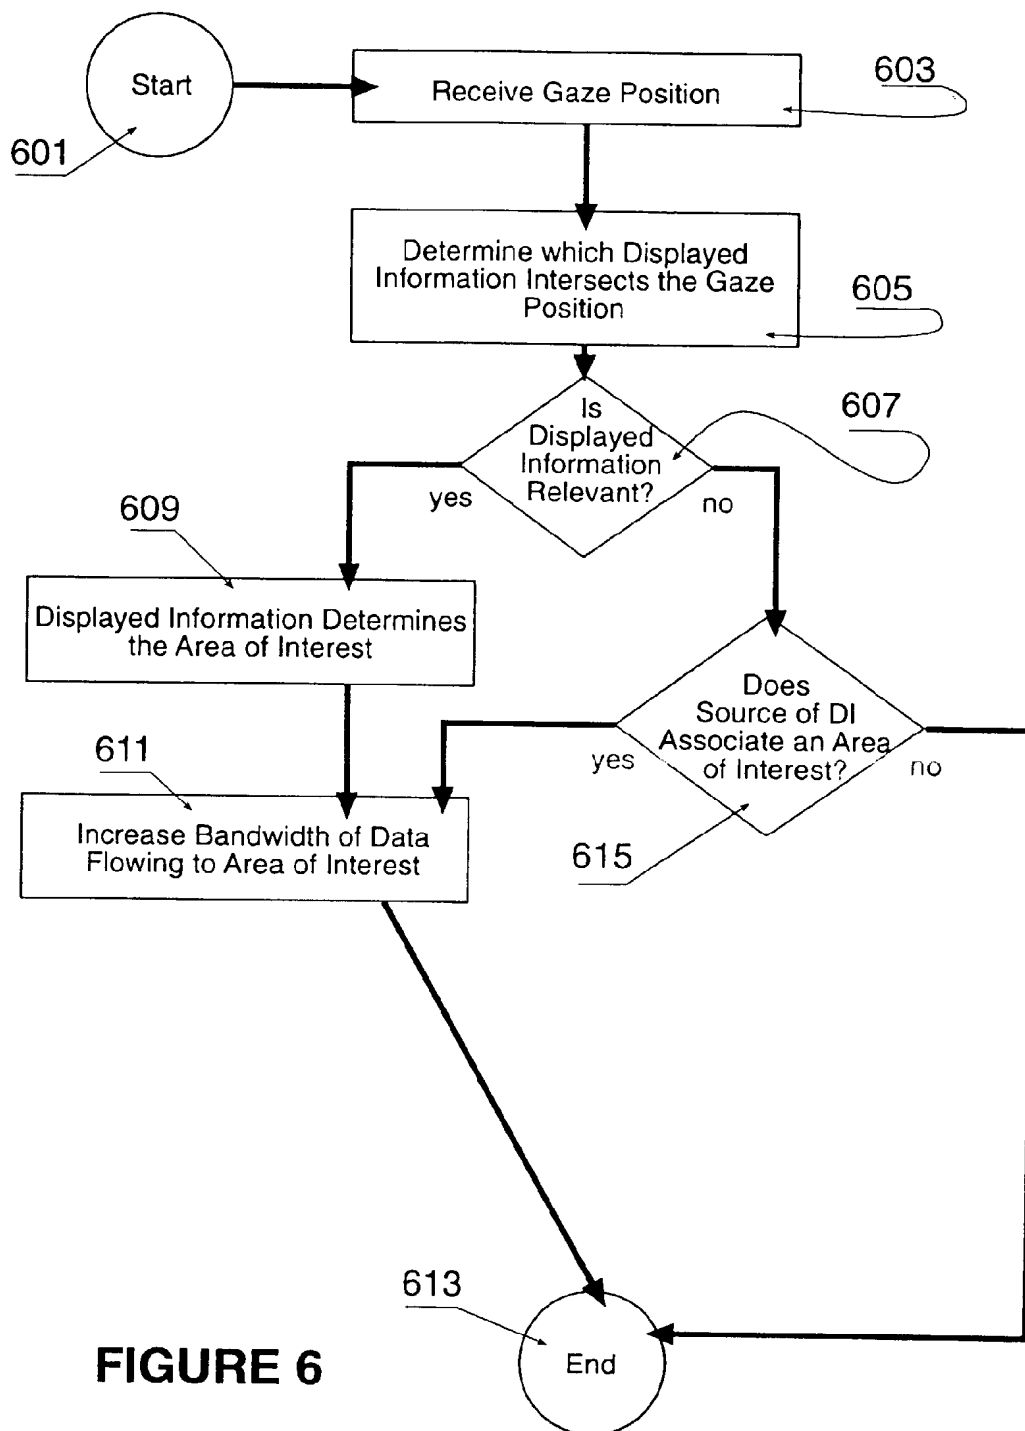 Start
601
Receive Gaze Position
603
Determine which Displayed
Information Intersects the Gaze
Position
605
Is
Displayed
Information
Relevant?
607
yes
no
609
Displayed Information Determines
the Area of Interest
Does
Source of DI
Associate an Area
of Interest?
yes
no
611
615
Increase Bandwidth of Data
Flowing to Area of Interest
613
End
FIGURE 6